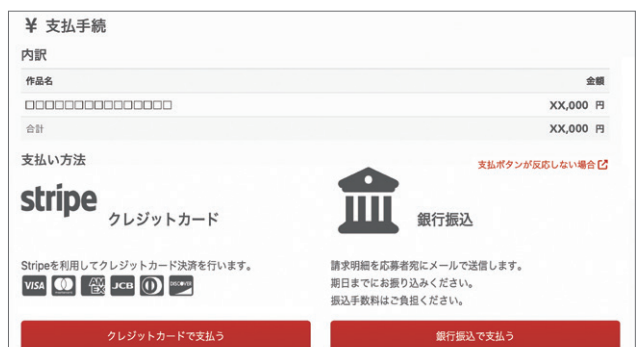 ¥ 支払手続
内訳
作品名 金額
□□□□□□□□□□□□□□□ XX,000 円
合計 XX,000 円
支払い方法
支払ボタンが反応しない場合
stripe クレジットカード
銀行振込
Stripeを利用してクレジットカード決済を行います。
VISA AM EX JCB DISCOVER
請求明細を応募者宛にメールで送信します。
期日までにお振り込みください。
振込手数料はご負担ください。
クレジットカードで支払う
銀行振込で支払う